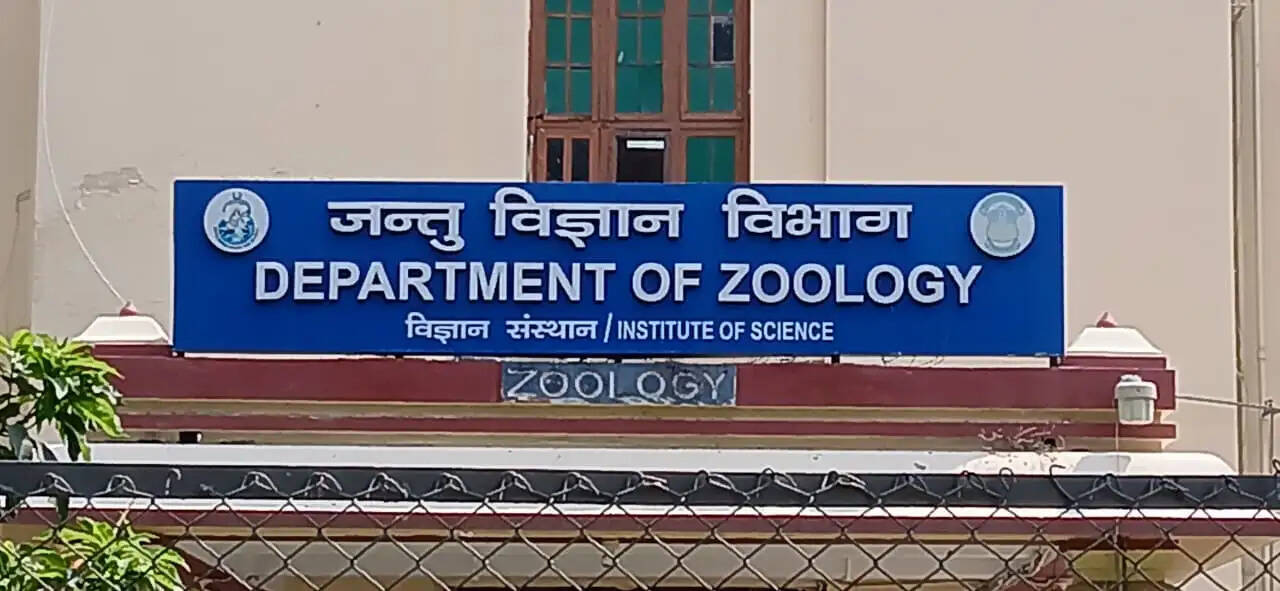 जन्तु विज्ञान विभाग
DEPARTMENT OF ZOOLOGY
विज्ञान संस्थान / INSTITUTE OF SCIENCE
ZOOLOGY